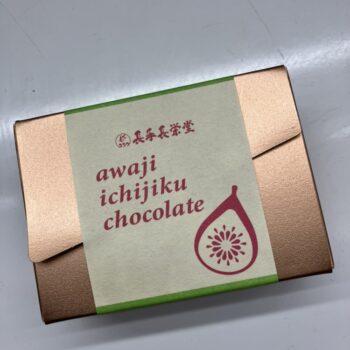 長手長栄堂
awaji
ichijiku
chocolate